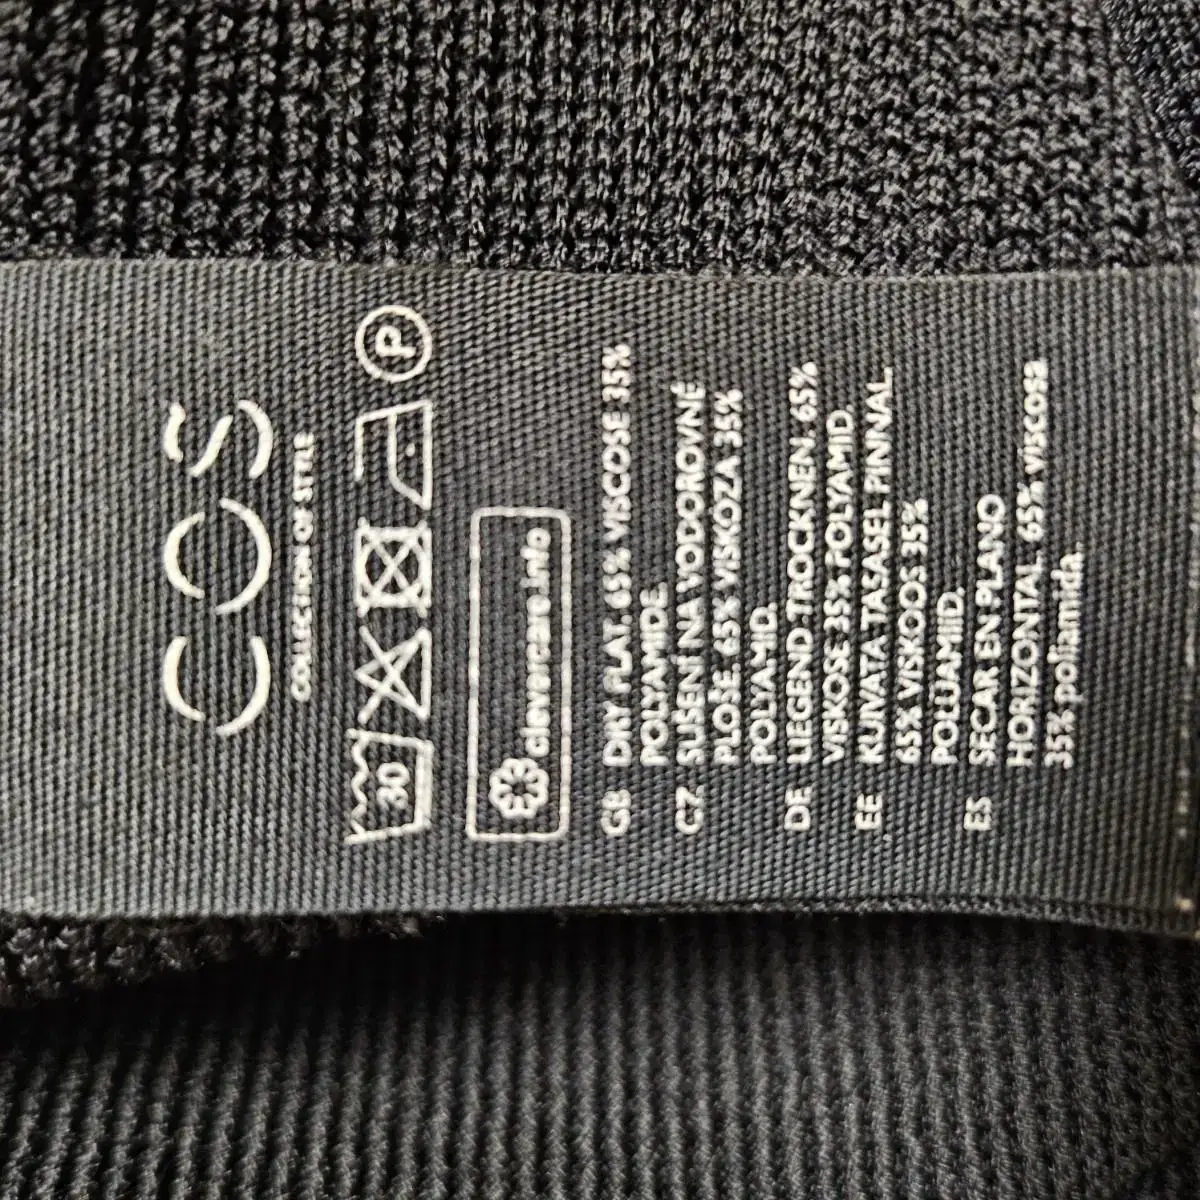 COS
COLLECTION OF STYLE
30
P
clevercare.info
GB DRY FLAT. 65% VISCOSE 35%
POLYAMIDE.
CZ SUŠENÍ NA VODOROVNÉ
PLOŠE. 65% VISKOZA 35%
POLYAMID.
DE LIEGEND TROCKNEN. 65%
VISKOSE 35% POLYAMID.
EE KUIVATA TASASEL PINNAL.
65% VISKOOS 35%
POLUAMIID.
ES SECAR EN PLANO
HORIZONTAL. 65% viscosa
35% poliamida.